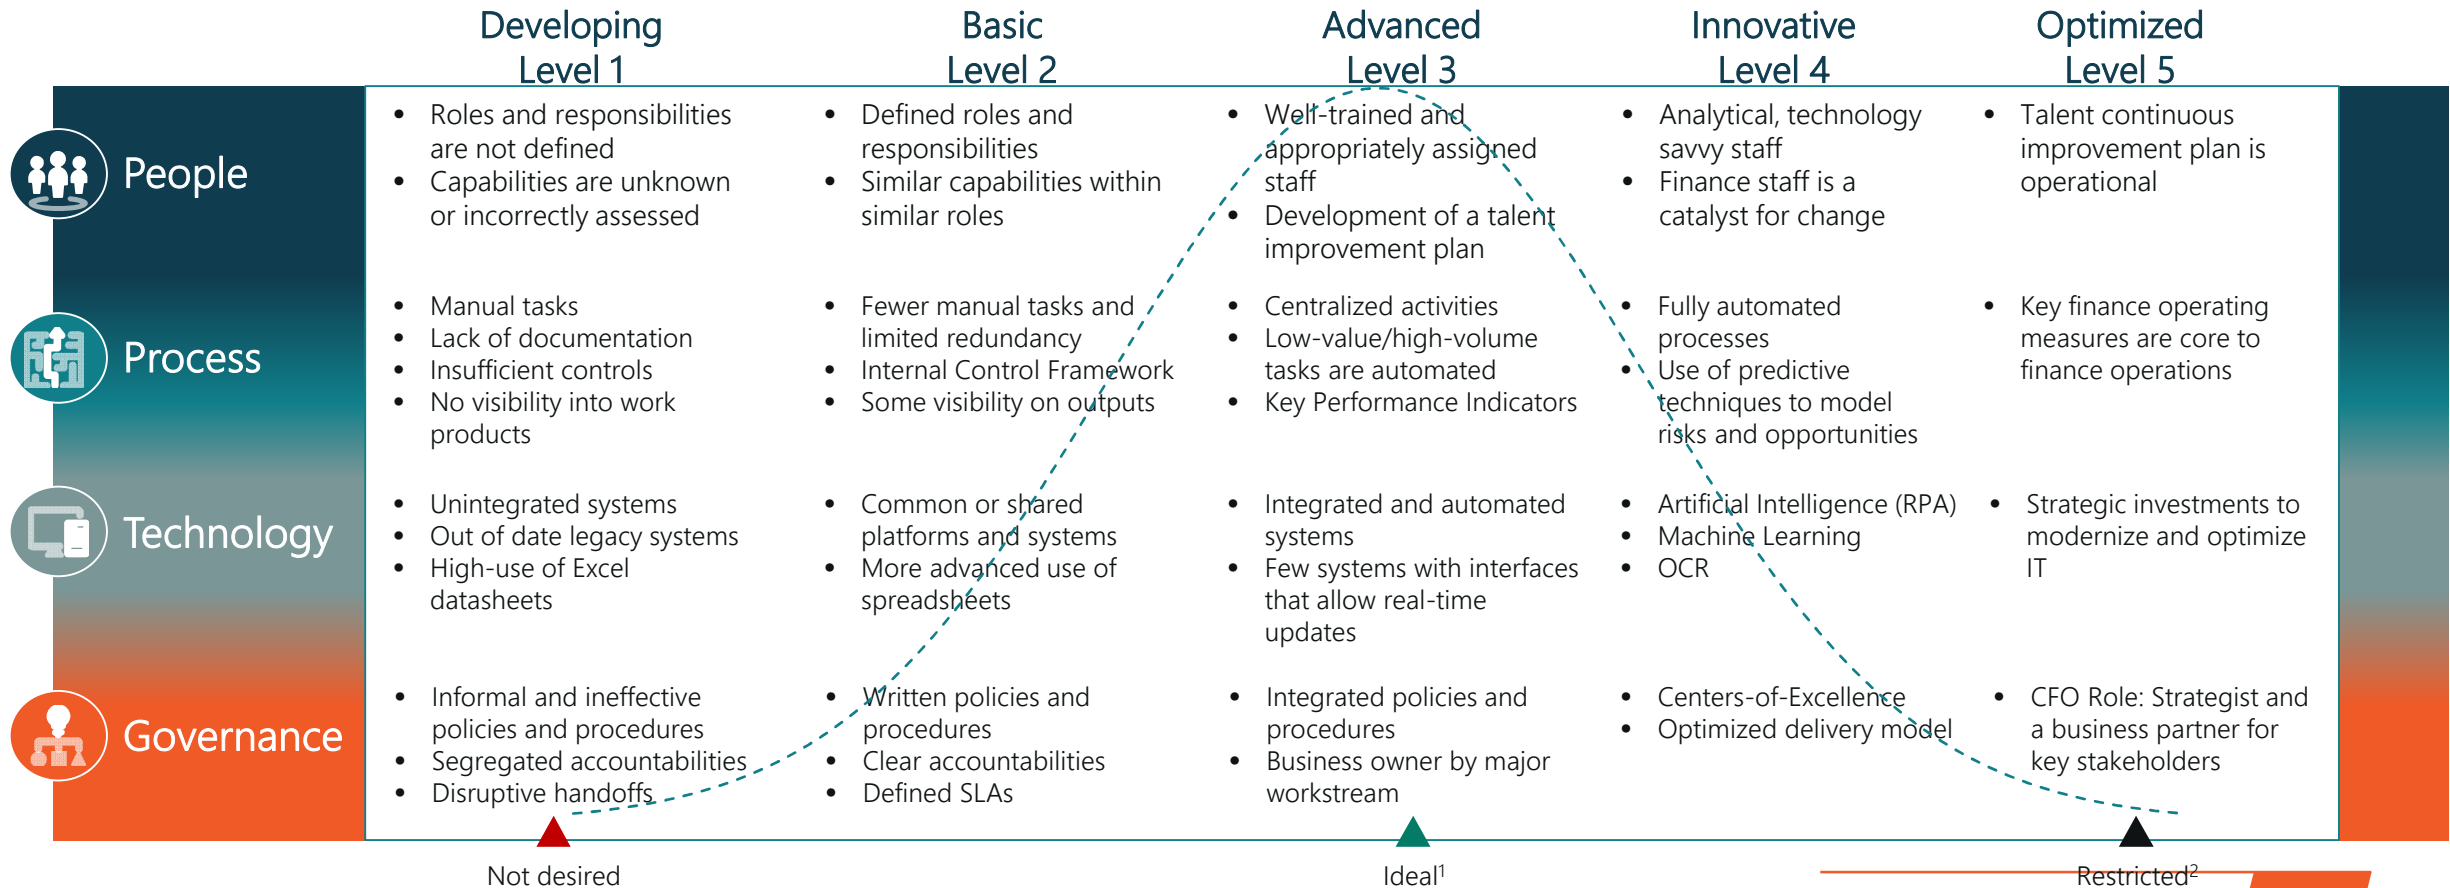 Developing
Level 1
Basic
Level 2
Advanced
Level 3
Innovative
Level 4
Optimized
Level 5
People
• Roles and responsibilities
are not defined
• Capabilities are unknown
or incorrectly assessed
• Defined roles and
responsibilities
• Similar capabilities within
similar roles
• Well-trained and
appropriately assigned
staff
• Development of a talent
improvement plan
• Analytical, technology
savvy staff
• Finance staff is a
catalyst for change
• Talent continuous
improvement plan is
operational
Process
• Manual tasks
• Lack of documentation
• Insufficient controls
• No visibility into work
products
• Fewer manual tasks and
limited redundancy
• Internal Control Framework
• Some visibility on outputs
• Centralized activities
• Low-value/high-volume
tasks are automated
• Key Performance Indicators
• Fully automated
processes
• Use of predictive
techniques to model
risks and opportunities
• Key finance operating
measures are core to
finance operations
Technology
• Unintegrated systems
• Out of date legacy systems
• High-use of Excel
datasheets
• Common or shared
platforms and systems
• More advanced use of
spreadsheets
• Integrated and automated
systems
• Few systems with interfaces
that allow real-time
updates
• Artificial Intelligence (RPA)
• Machine Learning
• OCR
• Strategic investments to
modernize and optimize
IT
Governance
• Informal and ineffective
policies and procedures
• Segregated accountabilities
• Disruptive handoffs
• Written policies and
procedures
• Clear accountabilities
• Defined SLAs
• Integrated policies and
procedures
• Business owner by major
workstream
• Centers-of-Excellence
• Optimized delivery model
• CFO Role: Strategist and
a business partner for
key stakeholders
Not desired
Ideal¹
Restricted²